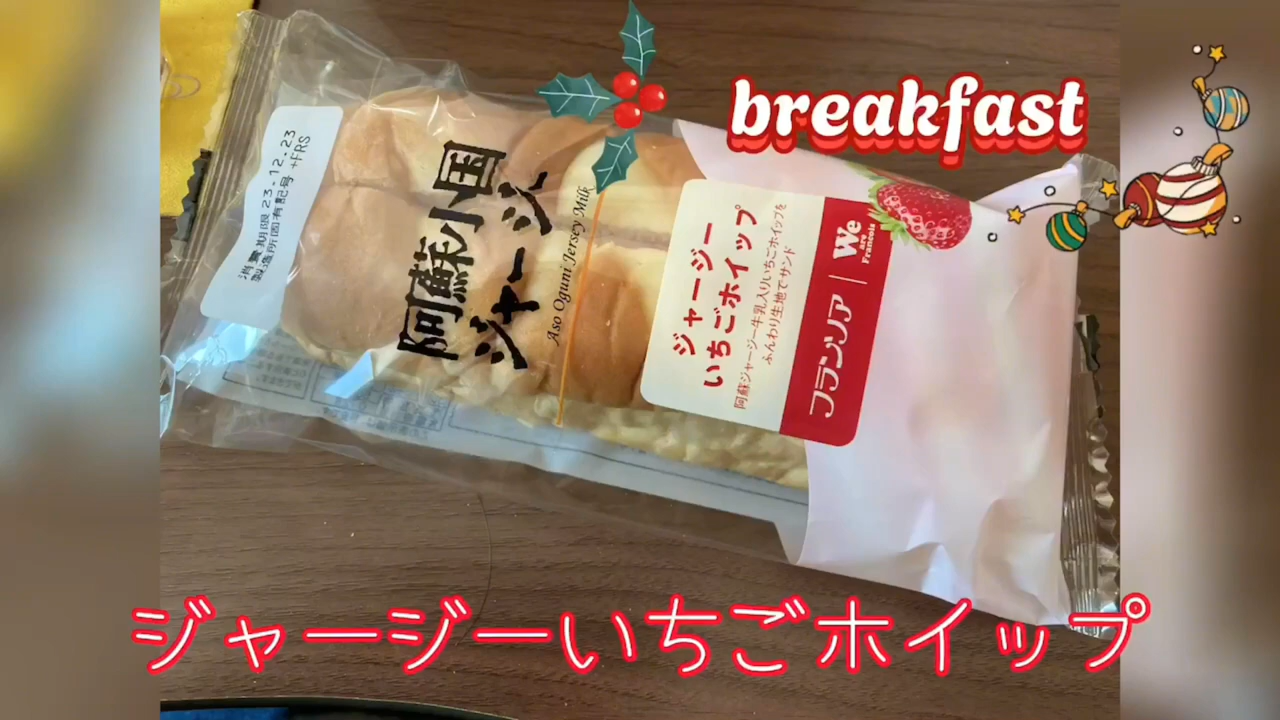 breakfast
消費期限 23.12.23
製造所固有記号 +FRS
阿蘇小国
ジャージー
Aso Oguni Jersey Milk
ジャージー
いちごホイップ
阿蘇ジャージー牛乳入りいちごホイップを
ふんわり生地でサンド
フランソア
We
are
Francois
ジャージーいちごホイップ